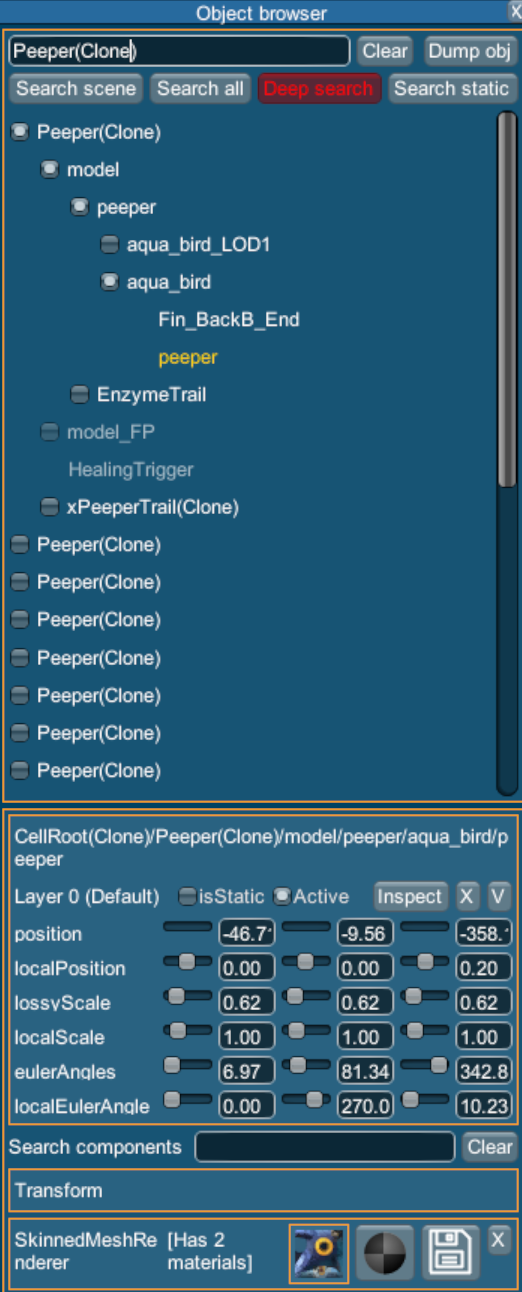 Object browser X
Peeper(Clone) Clear Dump obj
Search scene Search all Deep search Search static
Peeper(Clone)
model
peeper
aqua_bird_LOD1
aqua_bird
Fin_BackB_End
peeper
EnzymeTrail
model_FP
HealingTrigger
xPeeperTrail(Clone)
Peeper(Clone)
Peeper(Clone)
Peeper(Clone)
Peeper(Clone)
Peeper(Clone)
Peeper(Clone)
Peeper(Clone)
CellRoot(Clone)/Peeper(Clone)/model/peeper/aqua_bird/p
eeper
Layer 0 (Default) isStatic Active Inspect X V
position -46.7 -9.56 -358.
localPosition 0.00 0.00 0.20
lossyScale 0.62 0.62 0.62
localScale 1.00 1.00 1.00
eulerAngles 6.97 81.34 342.8
localEulerAngle 0.00 270.0 10.23
Search components Clear
Transform
SkinnedMeshRe [Has 2 X
nderer materials]